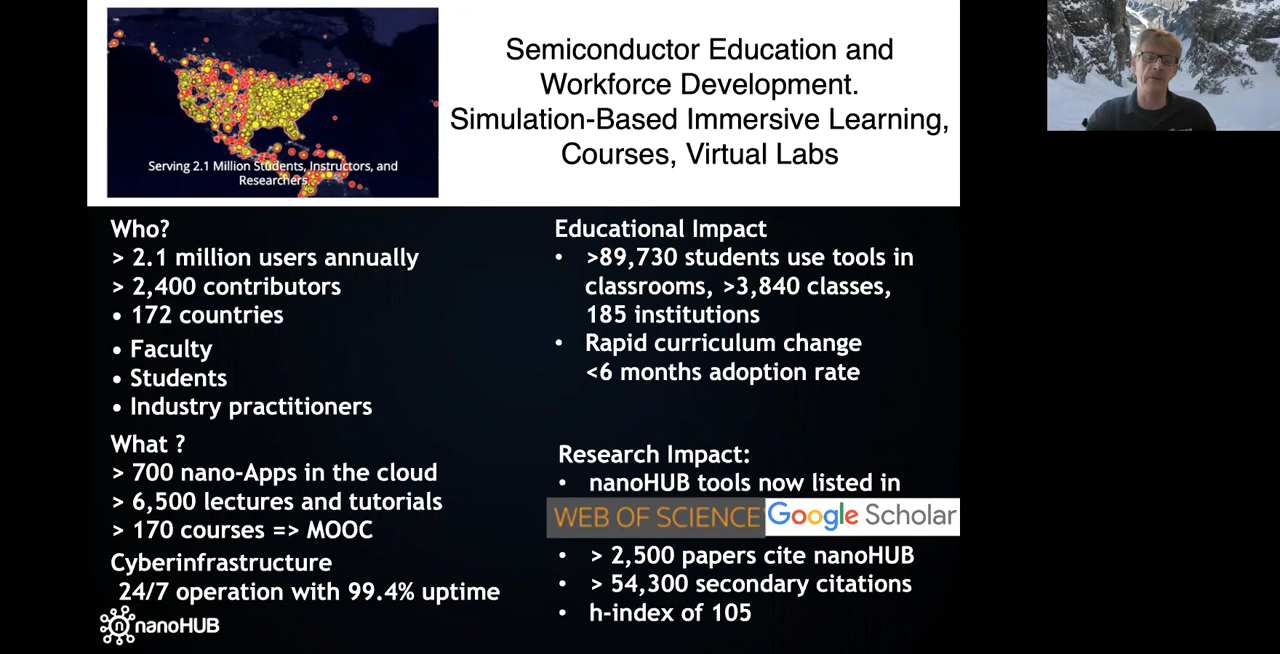 Serving 2.1 Million Students, Instructors, and
Researchers
Semiconductor Education and
Workforce Development.
Simulation-Based Immersive Learning,
Courses, Virtual Labs
Who?
> 2.1 million users annually
> 2,400 contributors
• 172 countries
• Faculty
• Students
• Industry practitioners
What ?
> 700 nano-Apps in the cloud
> 6,500 lectures and tutorials
> 170 courses => MOOC
Cyberinfrastructure
24/7 operation with 99.4% uptime
nanoHUB
Educational Impact
• >89,730 students use tools in
classrooms, >3,840 classes,
185 institutions
• Rapid curriculum change
<6 months adoption rate
Research Impact:
• nanoHUB tools now listed in
WEB OF SCIENCE Google Scholar
• > 2,500 papers cite nanoHUB
• > 54,300 secondary citations
• h-index of 105